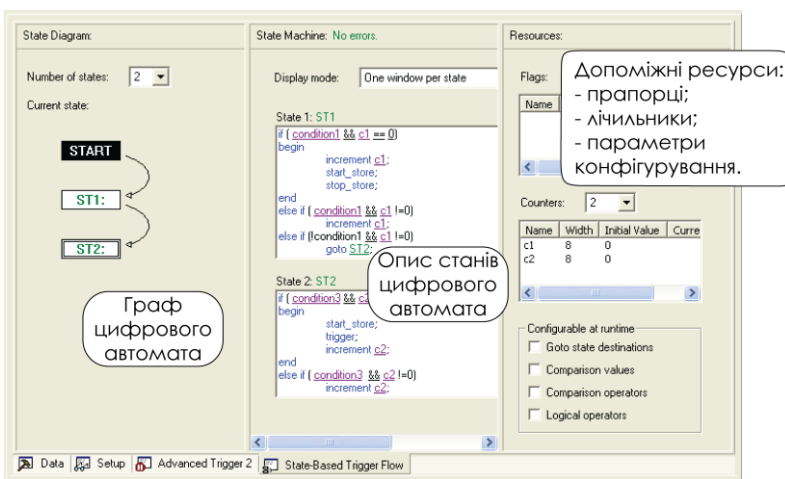 State Diagram:
Number of states: 2
Current state:
START
ST1:
ST2:
Граф
цифрового
автомата
State Machine: No errors.
Display mode: One window per state
State 1: ST1
if ( condition1 && c1 == 0)
begin
increment c1;
start_store;
stop_store;
end
else if ( condition1 && c1 !=0)
increment c1;
else if (!condition1 && c1 !=0)
goto ST2;
State 2: ST2
if ( condition3 && c2
begin
start_store;
trigger;
increment c2;
end
else if ( condition3 && c2 !=0)
increment c2;
Опис станів
цифрового
автомата
Resources:
Flags:
Name
Допоміжні ресурси:
- прапорці;
- лічильники;
- параметри
конфігурування.
Counters: 2
Name Width Initial Value Curre
c1 8 0
c2 8 0
Configurable at runtime
Goto state destinations
Comparison values
Comparison operators
Logical operators
Data Setup Advanced Trigger 2 State-Based Trigger Flow